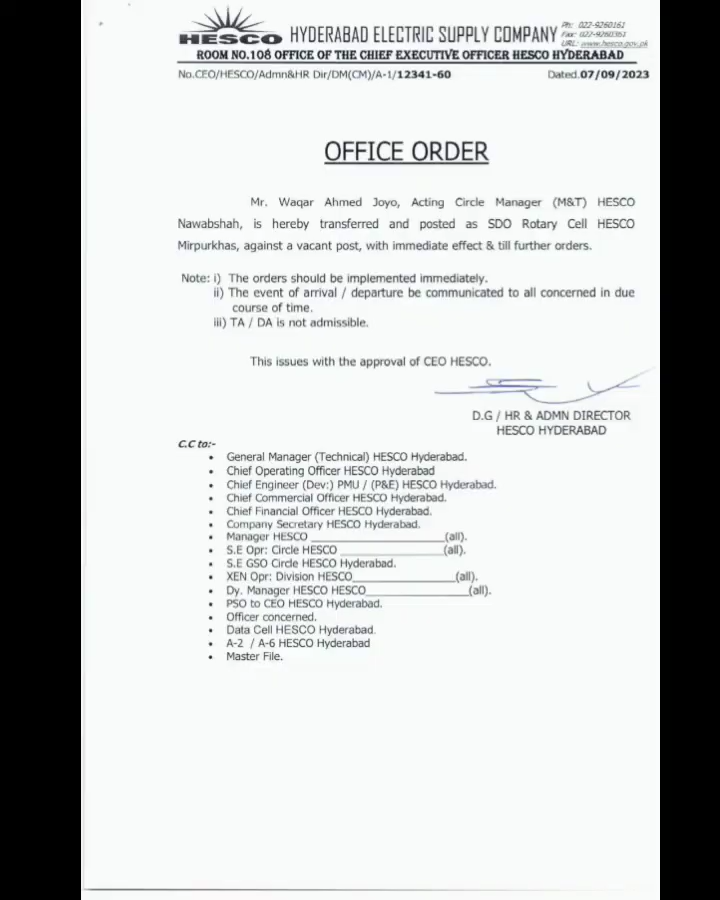 HESCO HYDERABAD ELECTRIC SUPPLY COMPANY
Ph: 022-9260161
Fax: 022-9260361
URL: www.hesco.gov.pk
ROOM NO.108 OFFICE OF THE CHIEF EXECUTIVE OFFICER HESCO HYDERABAD
No.CEO/HESCO/Admn&HR Dir/DM(CM)/A-1/12341-60 Dated.07/09/2023
OFFICE ORDER
Mr. Waqar Ahmed Joyo, Acting Circle Manager (M&T) HESCO
Nawabshah, is hereby transferred and posted as SDO Rotary Cell HESCO
Mirpurkhas, against a vacant post, with immediate effect & till further orders.
Note: i) The orders should be implemented immediately.
ii) The event of arrival / departure be communicated to all concerned in due
course of time.
iii) TA / DA is not admissible.
This issues with the approval of CEO HESCO.
D.G / HR & ADMN DIRECTOR
HESCO HYDERABAD
C.C to:-
• General Manager (Technical) HESCO Hyderabad.
• Chief Operating Officer HESCO Hyderabad
• Chief Engineer (Dev:) PMU / (P&E) HESCO Hyderabad.
• Chief Commercial Officer HESCO Hyderabad.
• Chief Financial Officer HESCO Hyderabad.
• Company Secretary HESCO Hyderabad.
• Manager HESCO ____________________(all).
• S.E Opr: Circle HESCO ________________(all).
• S.E GSO Circle HESCO Hyderabad.
• XEN Opr: Division HESCO________________(all).
• Dy. Manager HESCO HESCO________________(all).
• PSO to CEO HESCO Hyderabad.
• Officer concerned.
• Data Cell HESCO Hyderabad.
• A-2 / A-6 HESCO Hyderabad
• Master File.